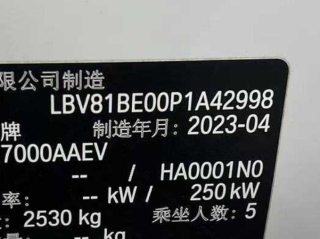 限公司制造
LBV81BE00P1A42998
牌 制造年月: 2023-04
7000AAEV
-- / HA0001N0
率: -- / -- kW / 250 kW
: 2530 kg 乘坐人数: 5